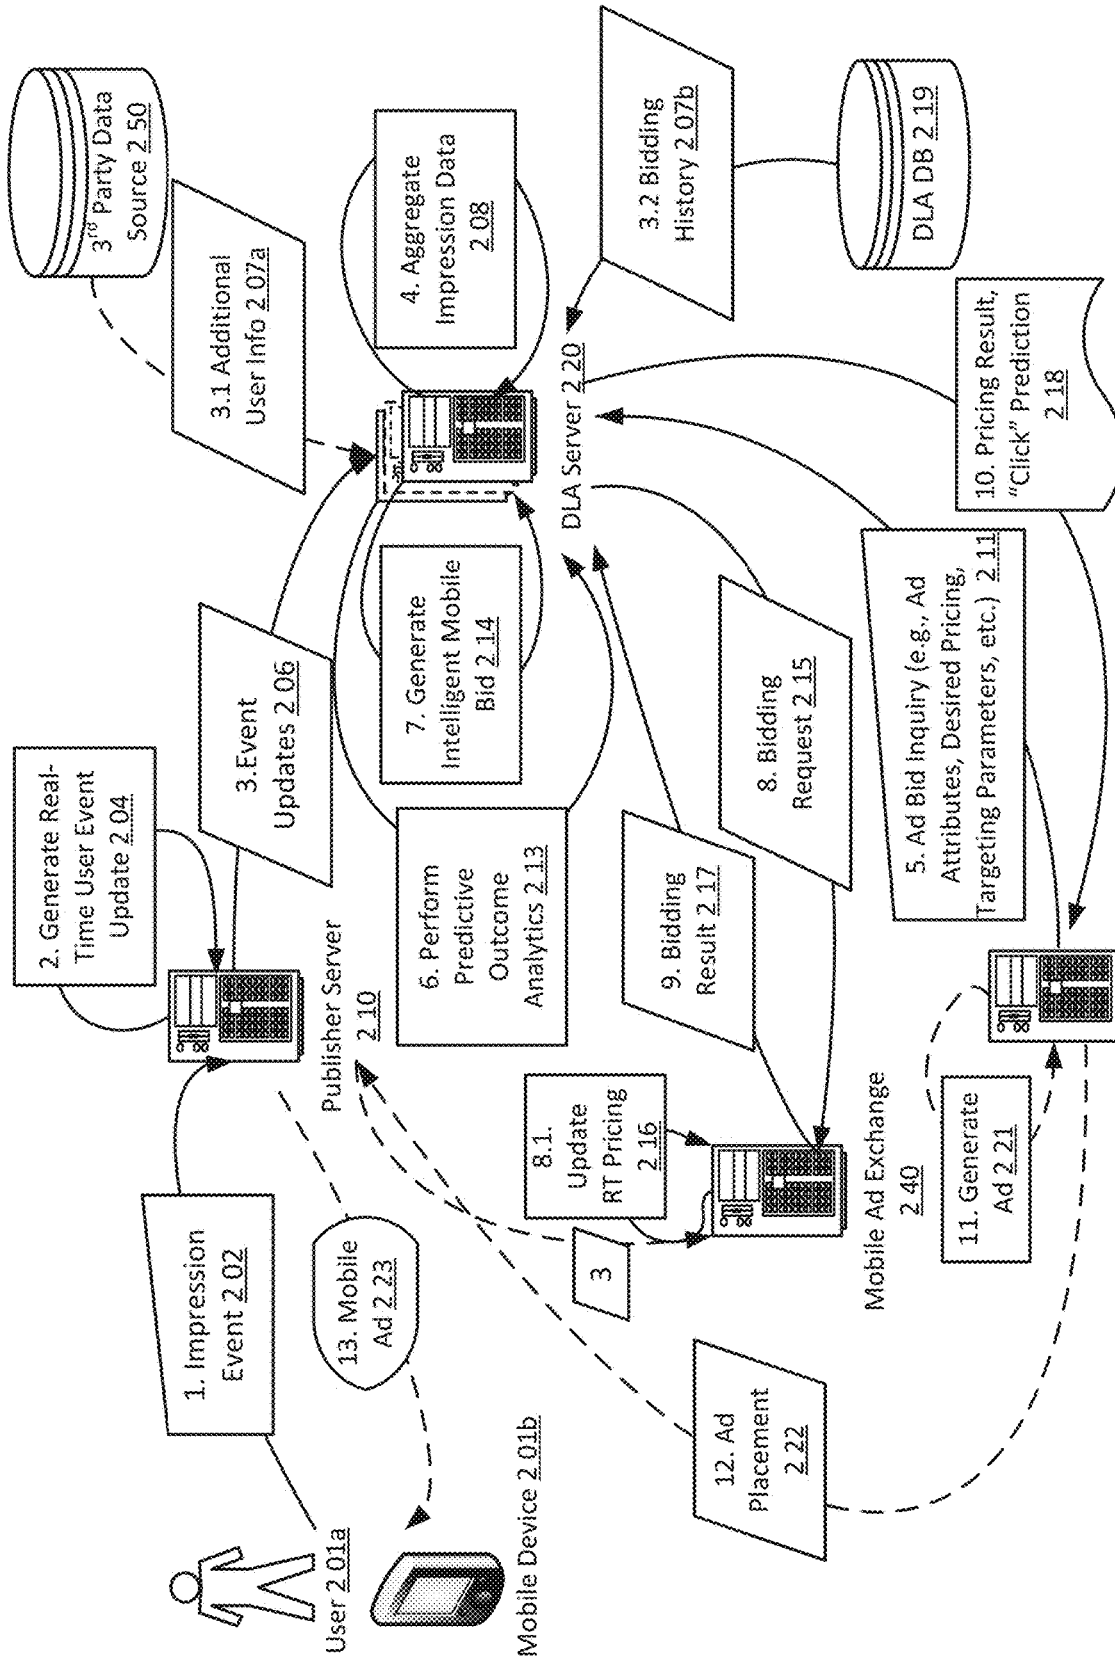 User 2 01a
Mobile Device 2 01b
1. Impression
Event 2 02
13. Mobile
Ad 2 23
2. Generate Real-
Time User Event
Update 2 04
Publisher Server
2 10
3.Event
Updates 2 06
3rd Party Data
Source 2 50
3.1 Additional
User Info 2 07a
4. Aggregate
Impression Data
2 08
3.2 Bidding
History 2 07b
DLA DB 2 19
DLA Server 2 20
7. Generate
Intelligent Mobile
Bid 2 14
6. Perform
Predictive
Outcome
Analytics 2 13
9. Bidding
Result 2 17
8. Bidding
Request 2 15
8.1.
Update
RT Pricing
2 16
3
Mobile Ad Exchange
2 40
5. Ad Bid Inquiry (e.g., Ad
Attributes, Desired Pricing,
Targeting Parameters, etc.) 2 11
10. Pricing Result,
“Click” Prediction
2 18
11. Generate
Ad 2 21
12. Ad
Placement
2 22